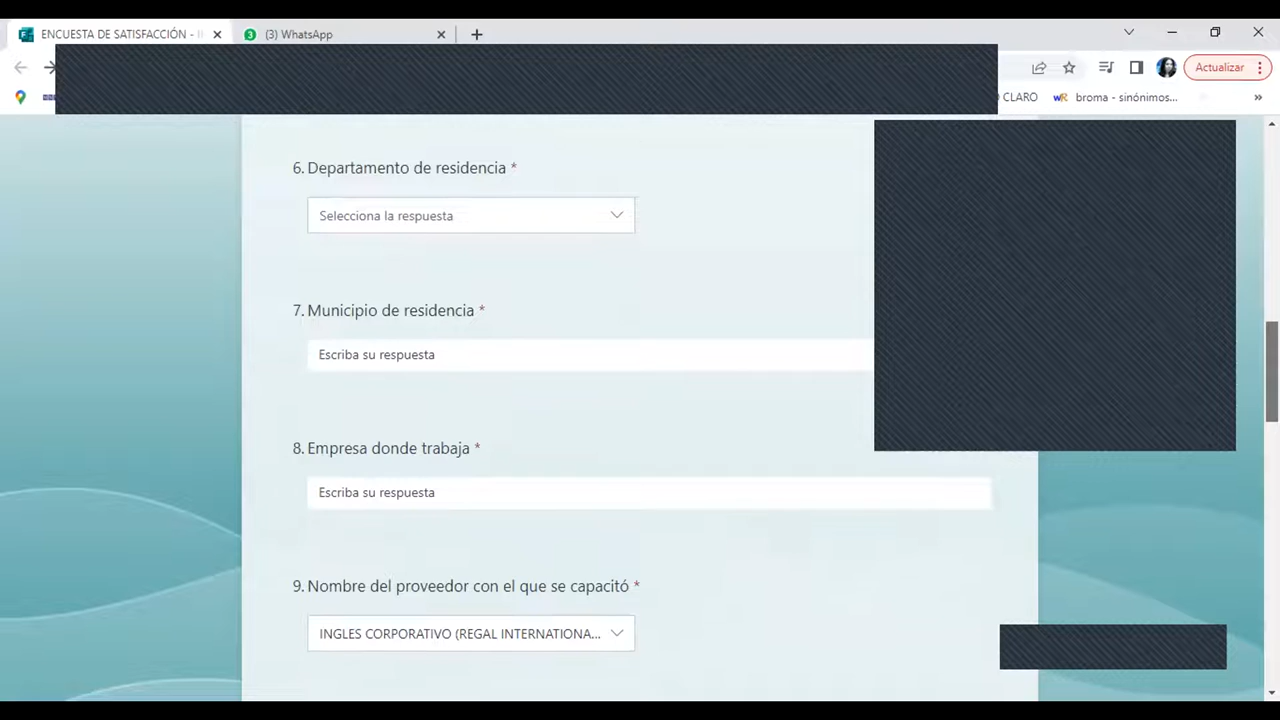 ENCUESTA DE SATISFACCIÓN - I
3
(3) WhatsApp
Actualizar
CLARO
wR
broma - sinónimos...
»
6. Departamento de residencia *
Selecciona la respuesta
7. Municipio de residencia *
Escriba su respuesta
8. Empresa donde trabaja *
Escriba su respuesta
9. Nombre del proveedor con el que se capacitó *
INGLES CORPORATIVO (REGAL INTERNATIONA...